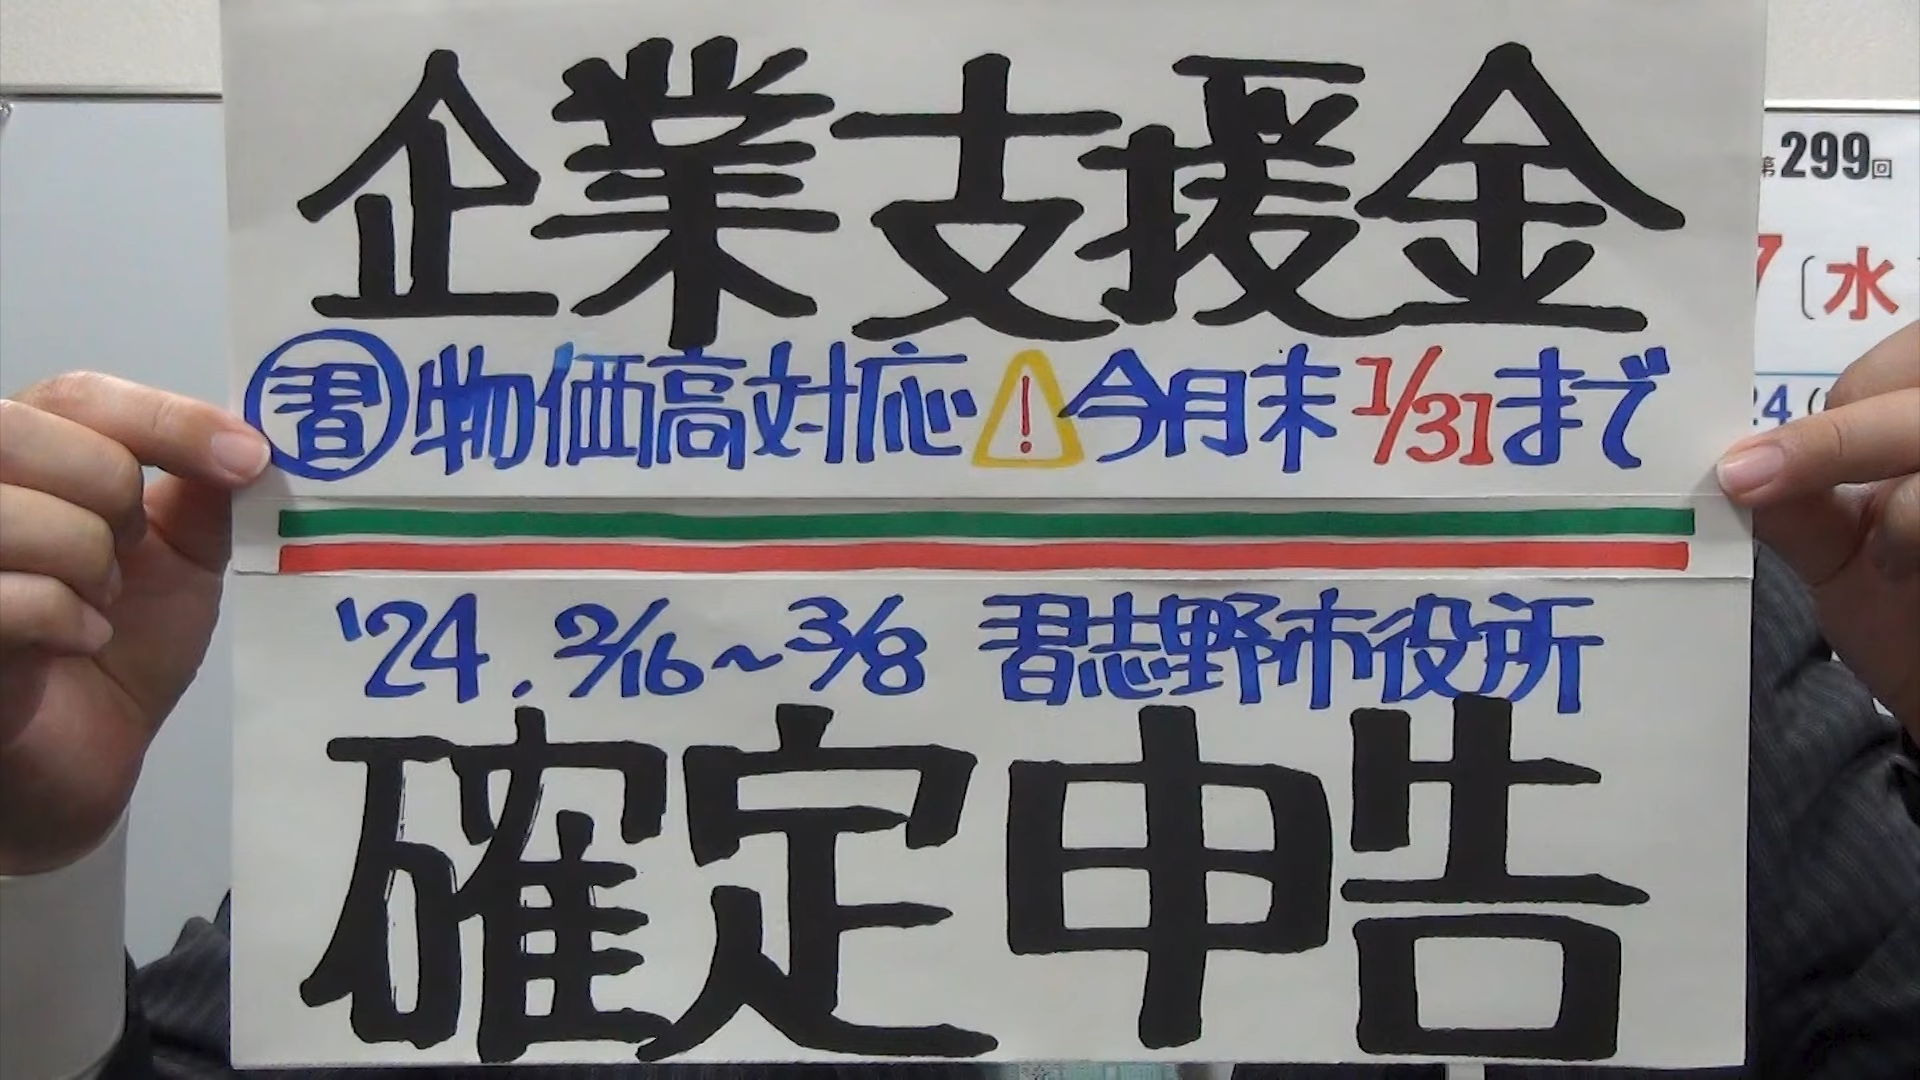 企業支援金
習 物価高対応 ! 今月末 1/31まで
'24. 2/16~3/8 習志野市役所
確定申告
第299回
7(水
24(